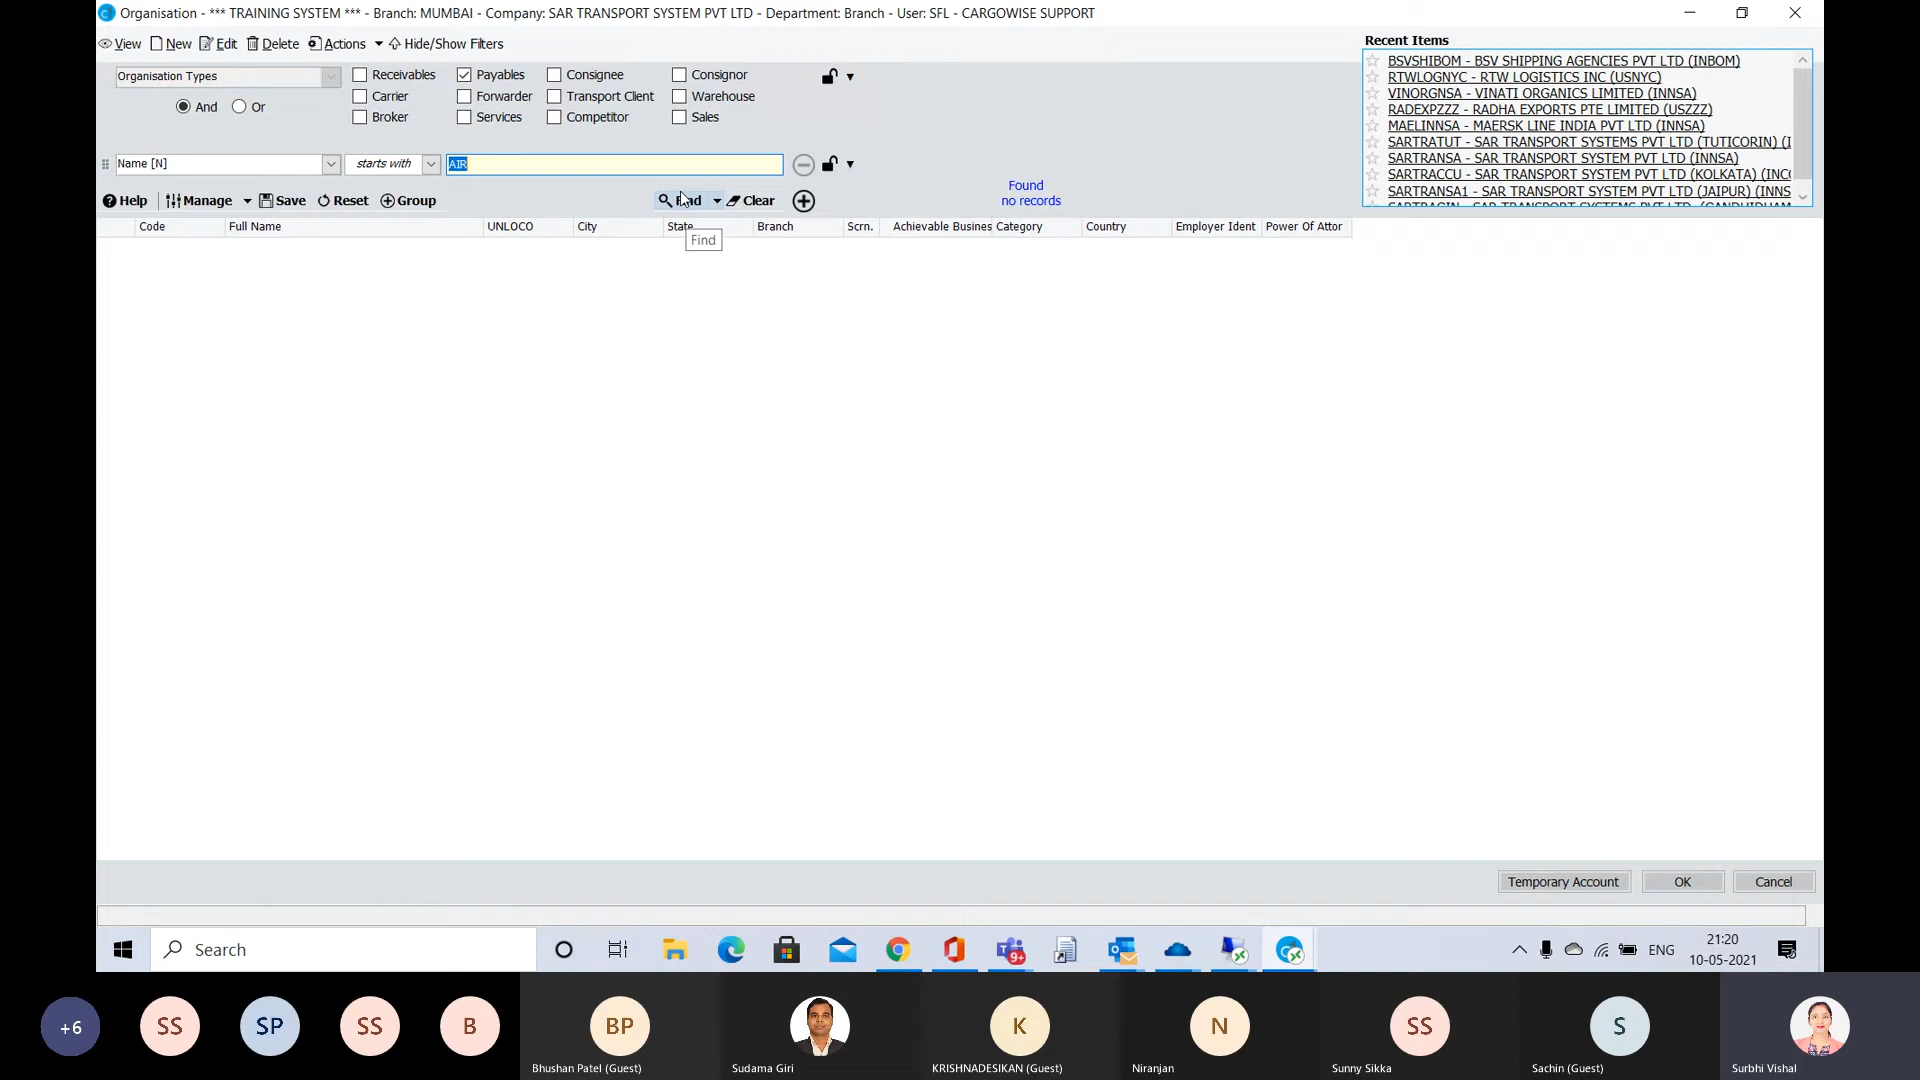 Organisation - *** TRAINING SYSTEM *** - Branch: MUMBAI - Company: SAR TRANSPORT SYSTEM PVT LTD - Department: Branch - User: SFL - CARGOWISE SUPPORT
View New Edit Delete Actions Hide/Show Filters
Recent Items
BSVSHIBOM - BSV SHIPPING AGENCIES PVT LTD (INBOM)
RTWLOGNYC - RTW LOGISTICS INC (USNYC)
VINORGNSA - VINATI ORGANICS LIMITED (INNSA)
RADEXPZZZ - RADHA EXPORTS PTE LIMITED (USZZZ)
MAELINNSA - MAERSK LINE INDIA PVT LTD (INNSA)
SARTRATUT - SAR TRANSPORT SYSTEMS PVT LTD (TUTICORIN) (I
SARTRANSA - SAR TRANSPORT SYSTEM PVT LTD (INNSA)
SARTRACCU - SAR TRANSPORT SYSTEM PVT LTD (KOLKATA) (INC
SARTRANSA1 - SAR TRANSPORT SYSTEM PVT LTD (JAIPUR) (INNS
Organisation Types
And Or
Receivables Payables Consignee Consignor
Carrier Forwarder Transport Client Warehouse
Broker Services Competitor Sales
Name [N] starts with AIR
Help Manage Save Reset Group Find Clear
Found
no records
Code Full Name UNLOCO City State Branch Scrn. Achievable Busines Category Country Employer Ident Power Of Attor
Find
Temporary Account OK Cancel
Search
9+
ENG
21:20
10-05-2021
+6 SS SP SS B BP K N SS S
Bhushan Patel (Guest) Sudama Giri KRISHNADESIKAN (Guest) Niranjan Sunny Sikka Sachin (Guest) Surbhi Vishal